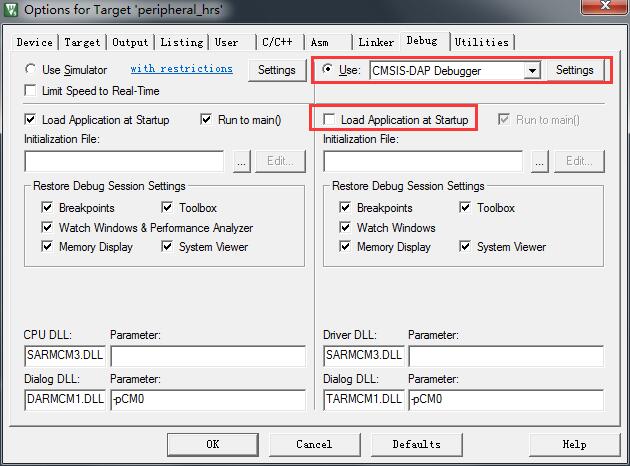 Options for Target 'peripheral_hrs'
Device Target Output Listing User C/C++ Asm Linker Debug Utilities
Use Simulator with restrictions Settings
Limit Speed to Real-Time
Use: CMSIS-DAP Debugger Settings
Load Application at Startup Run to main()
Initialization File:
... Edit...
Restore Debug Session Settings
Breakpoints Toolbox
Watch Windows & Performance Analyzer
Memory Display System Viewer
Load Application at Startup Run to main()
Initialization File:
... Edit...
Restore Debug Session Settings
Breakpoints Toolbox
Watch Windows
Memory Display System Viewer
CPU DLL: Parameter:
SARMCM3.DLL
Dialog DLL: Parameter:
DARMCM1.DLL -pCM0
Driver DLL: Parameter:
SARMCM3.DLL
Dialog DLL: Parameter:
TARMCM1.DLL -pCM0
OK Cancel Defaults Help